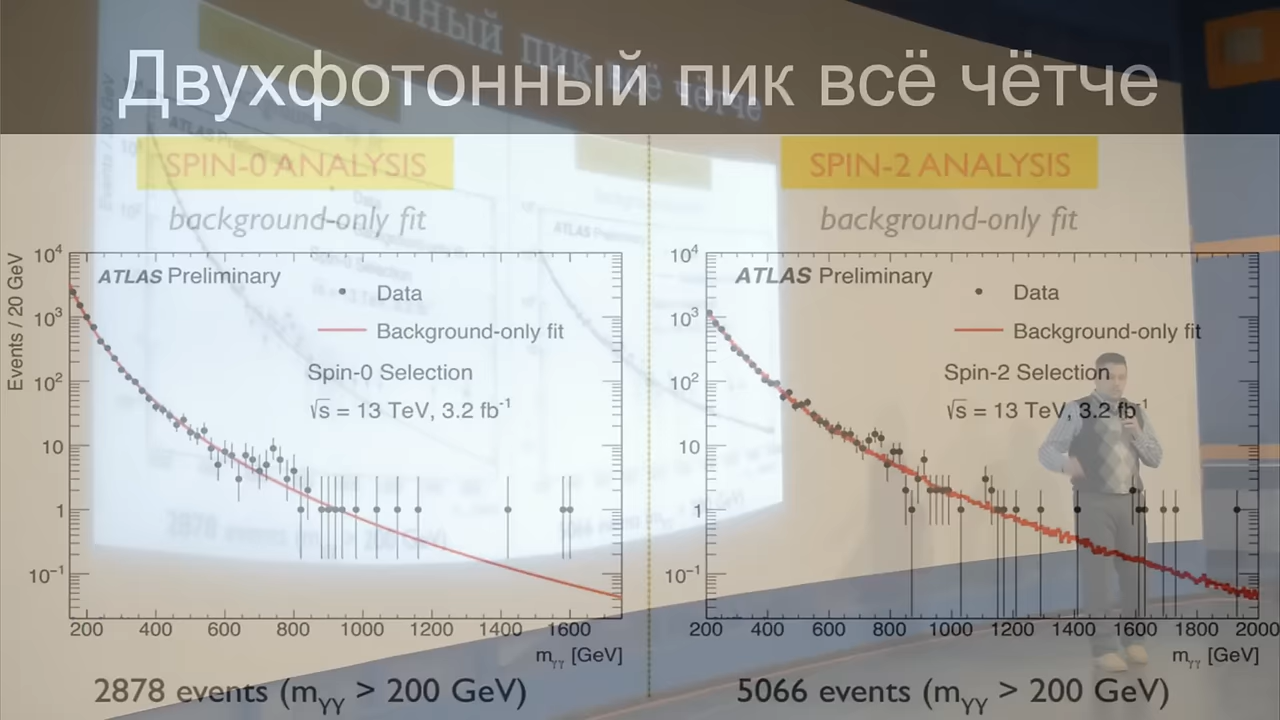 Двухфотонный пик всё чётче
SPIN-0 ANALYSIS
background-only fit
Events / 20 GeV
10⁴
10³
10²
10
1
10⁻¹
ATLAS Preliminary
Data
Background-only fit
Spin-0 Selection
√s = 13 TeV, 3.2 fb⁻¹
200 400 600 800 1000 1200 1400 1600
mγγ [GeV]
2878 events (mγγ > 200 GeV)
SPIN-2 ANALYSIS
background-only fit
10⁴
10³
10²
10
1
10⁻¹
ATLAS Preliminary
Data
Background-only fit
Spin-2 Selection
√s = 13 TeV, 3.2 fb⁻¹
200 400 600 800 1000 1200 1400 1600 1800 2000
mγγ [GeV]
5066 events (mγγ > 200 GeV)